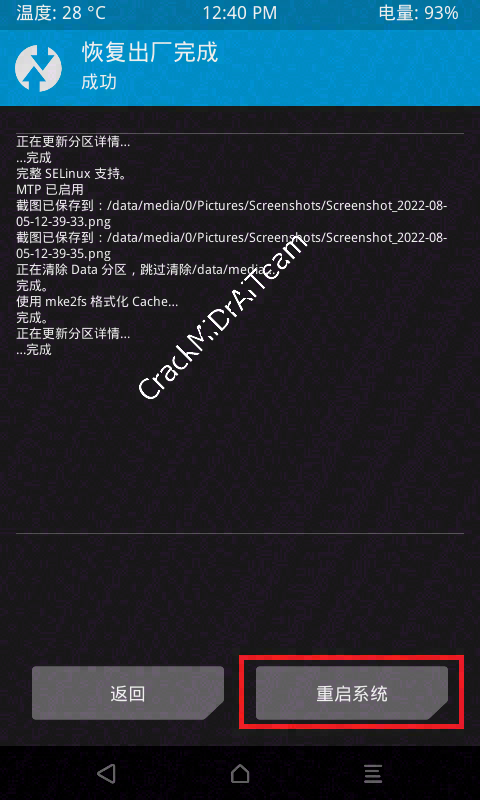 温度: 28 °C 12:40 PM 电量: 93%
恢复出厂完成
成功
正在更新分区详情...
...完成
完整 SELinux 支持。
MTP 已启用
截图已保存到：/data/media/0/Pictures/Screenshots/Screenshot_2022-08-
05-12-39-33.png
截图已保存到：/data/media/0/Pictures/Screenshots/Screenshot_2022-08-
05-12-39-35.png
正在清除 Data 分区，跳过清除/data/media...
完成。
使用 mke2fs 格式化 Cache...
完成。
正在更新分区详情...
...完成
CrackMiDrAiTeam
返回 重启系统